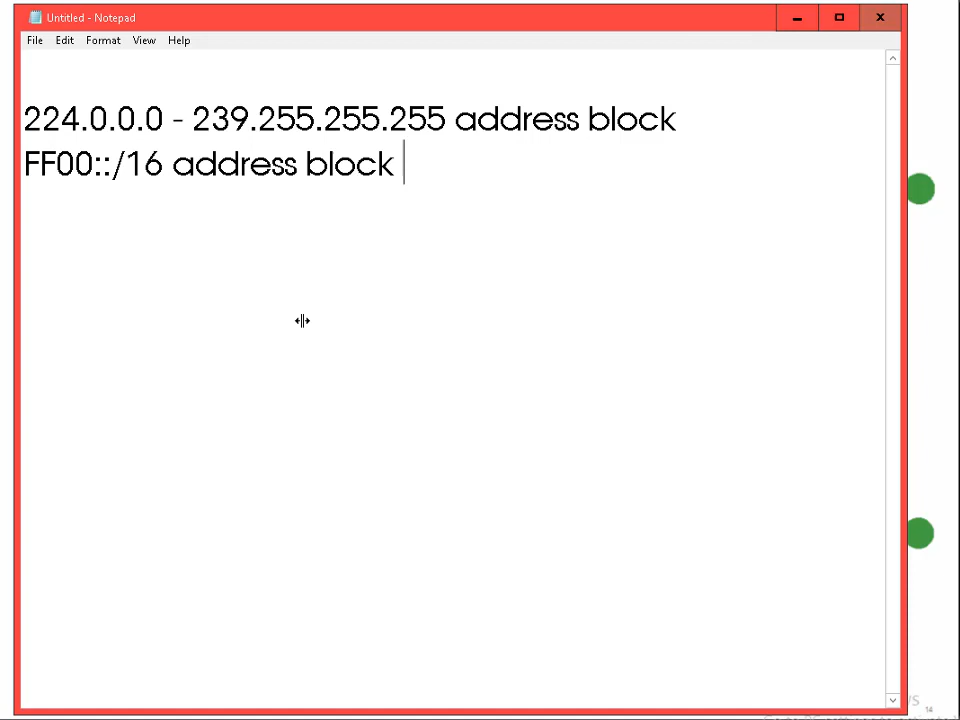 Untitled - Notepad
File Edit Format View Help
224.0.0.0 - 239.255.255.255 address block
FF00::/16 address block
14